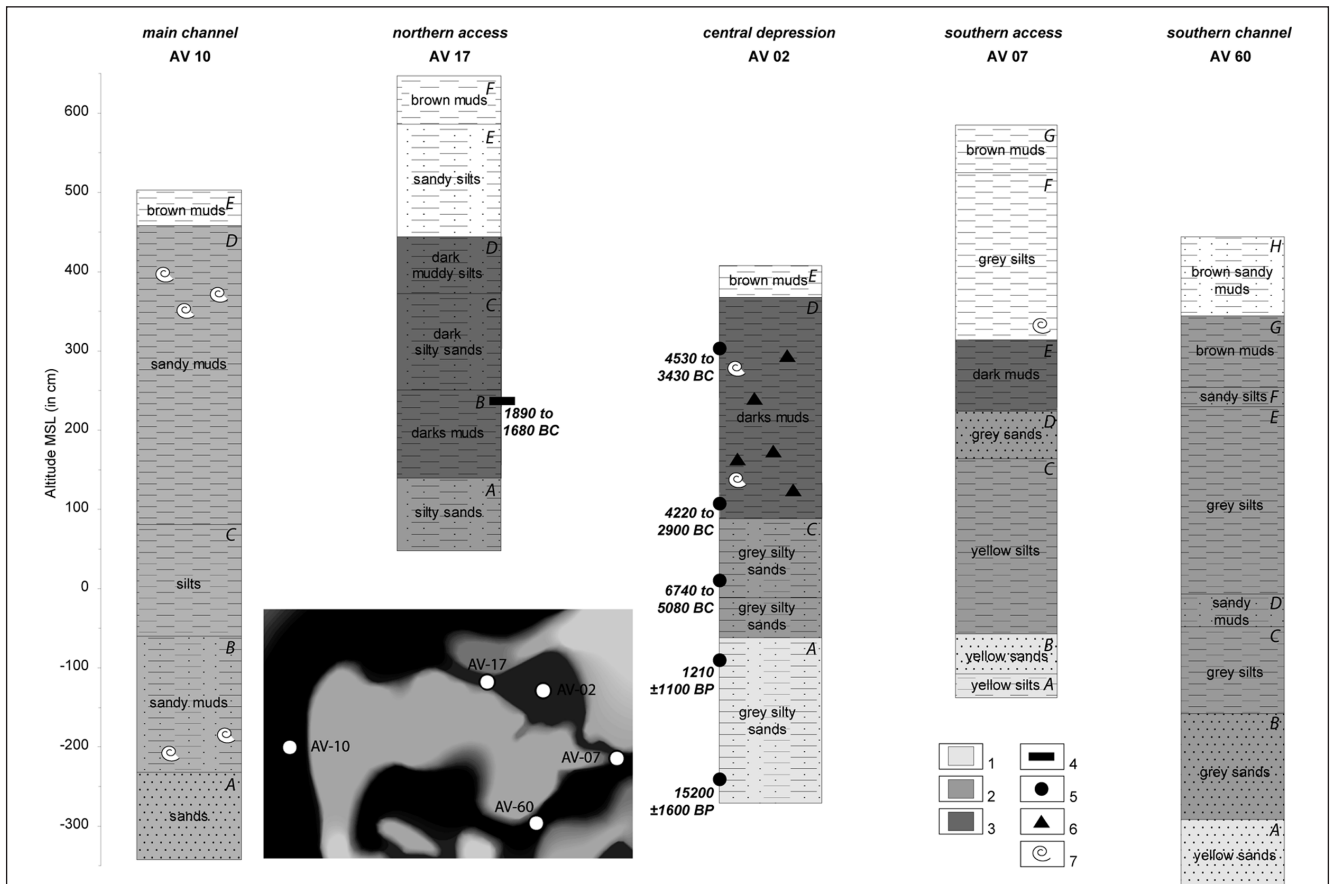 main channel
AV 10
northern access
AV 17
central depression
AV 02
southern access
AV 07
southern channel
AV 60
Altitude MSL (in cm)
600
500
400
300
200
100
0
-100
-200
-300
E
brown muds
D
sandy muds
C
silts
B
sandy muds
A
sands
F
brown muds
E
sandy silts
D
dark
muddy silts
C
dark
silty sands
B
darks muds
1890 to
1680 BC
A
silty sands
brown muds E
D
4530 to
3430 BC
darks muds
4220 to
2900 BC
C
grey silty
sands
6740 to
5080 BC
grey silty
sands
A
1210
±1100 BP
grey silty
sands
15200
±1600 BP
G
brown muds
F
grey silts
E
dark muds
D
grey sands
C
yellow silts
B
yellow sands
yellow silts A
H
brown sandy
muds
G
brown muds
sandy silts F
E
grey silts
sandy D
muds
C
grey silts
B
grey sands
A
yellow sands
AV-17
AV-02
AV-10
AV-07
AV-60
1
2
3
4
5
6
7